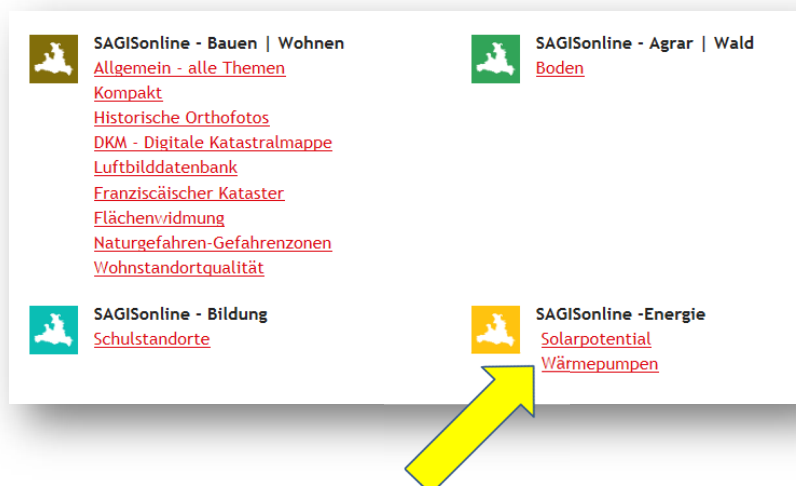 SAGISonline - Bauen | Wohnen
Allgemein - alle Themen
Kompakt
Historische Orthofotos
DKM - Digitale Katastralmappe
Luftbilddatenbank
Franziscäischer Kataster
Flächenwidmung
Naturgefahren-Gefahrenzonen
Wohnstandortqualität
SAGISonline - Agrar | Wald
Boden
SAGISonline - Bildung
Schulstandorte
SAGISonline -Energie
Solarpotential
Wärmepumpen